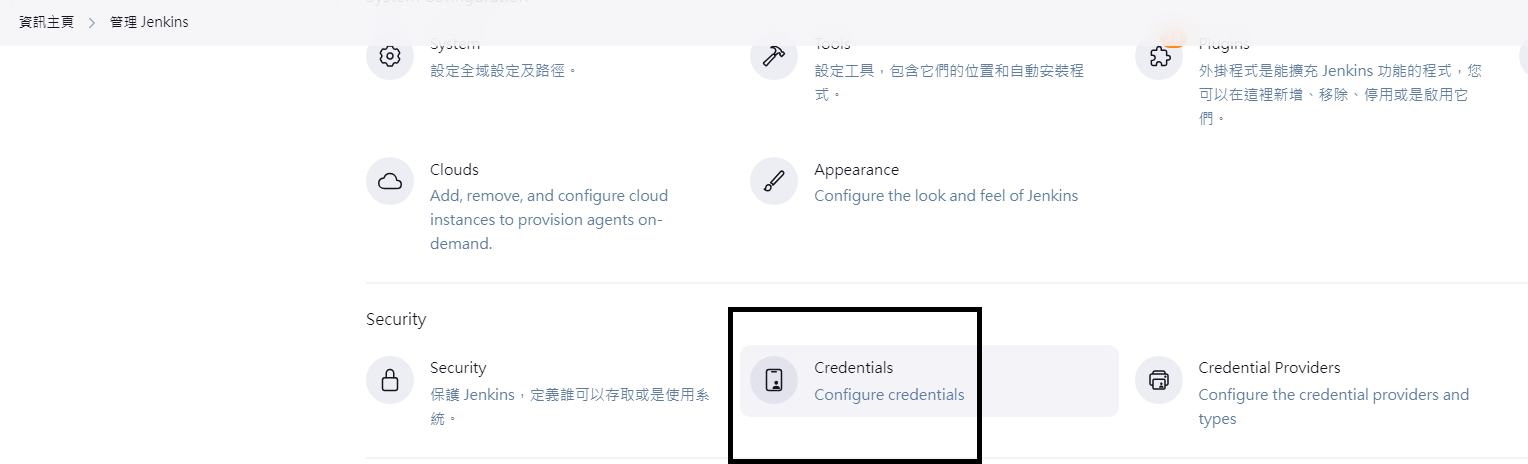 System Configuration
資訊主頁 > 管理 Jenkins
System
設定全域設定及路徑。
Tools
設定工具，包含它們的位置和自動安裝程
式。
Plugins
外掛程式是能擴充 Jenkins 功能的程式，您
可以在這裡新增、移除、停用或是啟用它
們。
Clouds
Add, remove, and configure cloud
instances to provision agents on-
demand.
Appearance
Configure the look and feel of Jenkins
Security
Security
保護 Jenkins，定義誰可以存取或是使用系
統。
Credentials
Configure credentials
Credential Providers
Configure the credential providers and
types